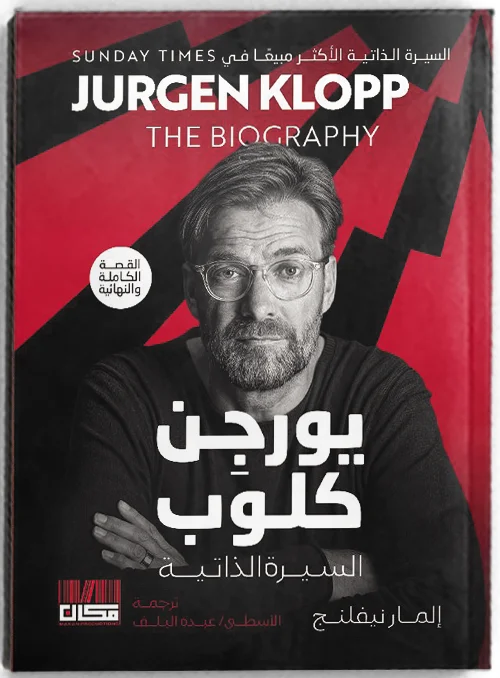 السيرة الذاتية الأكثر مبيعًا في SUNDAY TIMES
JURGEN KLOPP
THE BIOGRAPHY
القصة
الكاملة
والنهائية
يورجِن
كلوب
السيرة الذاتية
إلمار نيفلنج
ترجمة
الأسطى/ عبده البلف